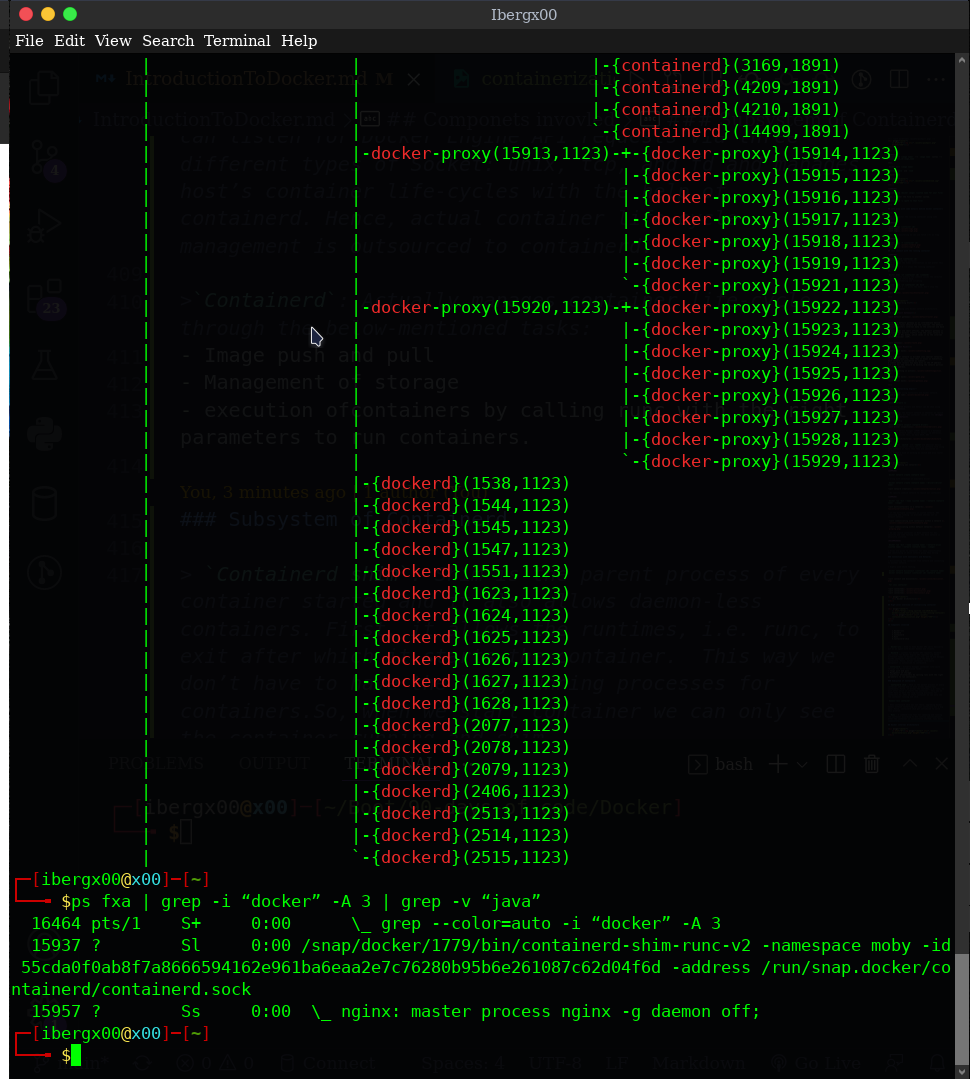 Ibergx00
File Edit View Search Terminal Help
| | |-{containerd}(3169,1891)
| | |-{containerd}(4209,1891)
| | |-{containerd}(4210,1891)
| | `-{containerd}(14499,1891)
| |-docker-proxy(15913,1123)-+-{docker-proxy}(15914,1123)
| | |-{docker-proxy}(15915,1123)
| | |-{docker-proxy}(15916,1123)
| | |-{docker-proxy}(15917,1123)
| | |-{docker-proxy}(15918,1123)
| | |-{docker-proxy}(15919,1123)
| | `-{docker-proxy}(15921,1123)
| |-docker-proxy(15920,1123)-+-{docker-proxy}(15922,1123)
| | |-{docker-proxy}(15923,1123)
| | |-{docker-proxy}(15924,1123)
| | |-{docker-proxy}(15925,1123)
| | |-{docker-proxy}(15926,1123)
| | |-{docker-proxy}(15927,1123)
| | |-{docker-proxy}(15928,1123)
| | `-{docker-proxy}(15929,1123)
| |-{dockerd}(1538,1123)
| |-{dockerd}(1544,1123)
| |-{dockerd}(1545,1123)
| |-{dockerd}(1547,1123)
| |-{dockerd}(1551,1123)
| |-{dockerd}(1623,1123)
| |-{dockerd}(1624,1123)
| |-{dockerd}(1625,1123)
| |-{dockerd}(1626,1123)
| |-{dockerd}(1627,1123)
| |-{dockerd}(1628,1123)
| |-{dockerd}(2077,1123)
| |-{dockerd}(2078,1123)
| |-{dockerd}(2079,1123)
| |-{dockerd}(2406,1123)
| |-{dockerd}(2513,1123)
| |-{dockerd}(2514,1123)
| `-{dockerd}(2515,1123)
┌─[ibergx00@x00]─[~]
└──╼ $ps fxa | grep -i “docker” -A 3 | grep -v “java”
16464 pts/1 S+ 0:00 \_ grep --color=auto -i “docker” -A 3
15937 ? Sl 0:00 /snap/docker/1779/bin/containerd-shim-runc-v2 -namespace moby -id
55cda0f0ab8f7a8666594162e961ba6eaa2e7c76280b95b6e261087c62d04f6d -address /run/snap.docker/co
ntainerd/containerd.sock
15957 ? Ss 0:00 \_ nginx: master process nginx -g daemon off;
┌─[ibergx00@x00]─[~]
└──╼ $